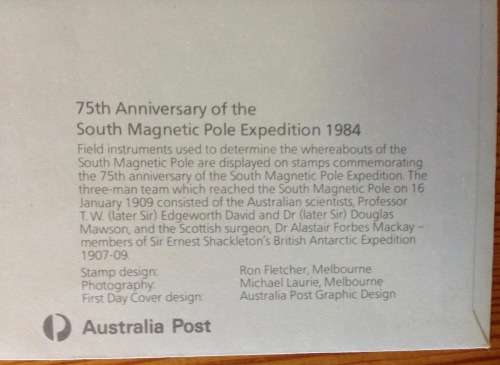 75th Anniversary of the
South Magnetic Pole Expedition 1984
Field instruments used to determine the whereabouts of the
South Magnetic Pole are displayed on stamps commemorating
the 75th anniversary of the South Magnetic Pole Expedition. The
three-man team which reached the South Magnetic Pole on 16
January 1909 consisted of the Australian scientists, Professor
T. W. (later Sir) Edgeworth David and Dr (later Sir) Douglas
Mawson, and the Scottish surgeon, Dr Alastair Forbes Mackay –
members of Sir Ernest Shackleton's British Antarctic Expedition
1907-09.
Stamp design: Ron Fletcher, Melbourne
Photography: Michael Laurie, Melbourne
First Day Cover design: Australia Post Graphic Design
Australia Post